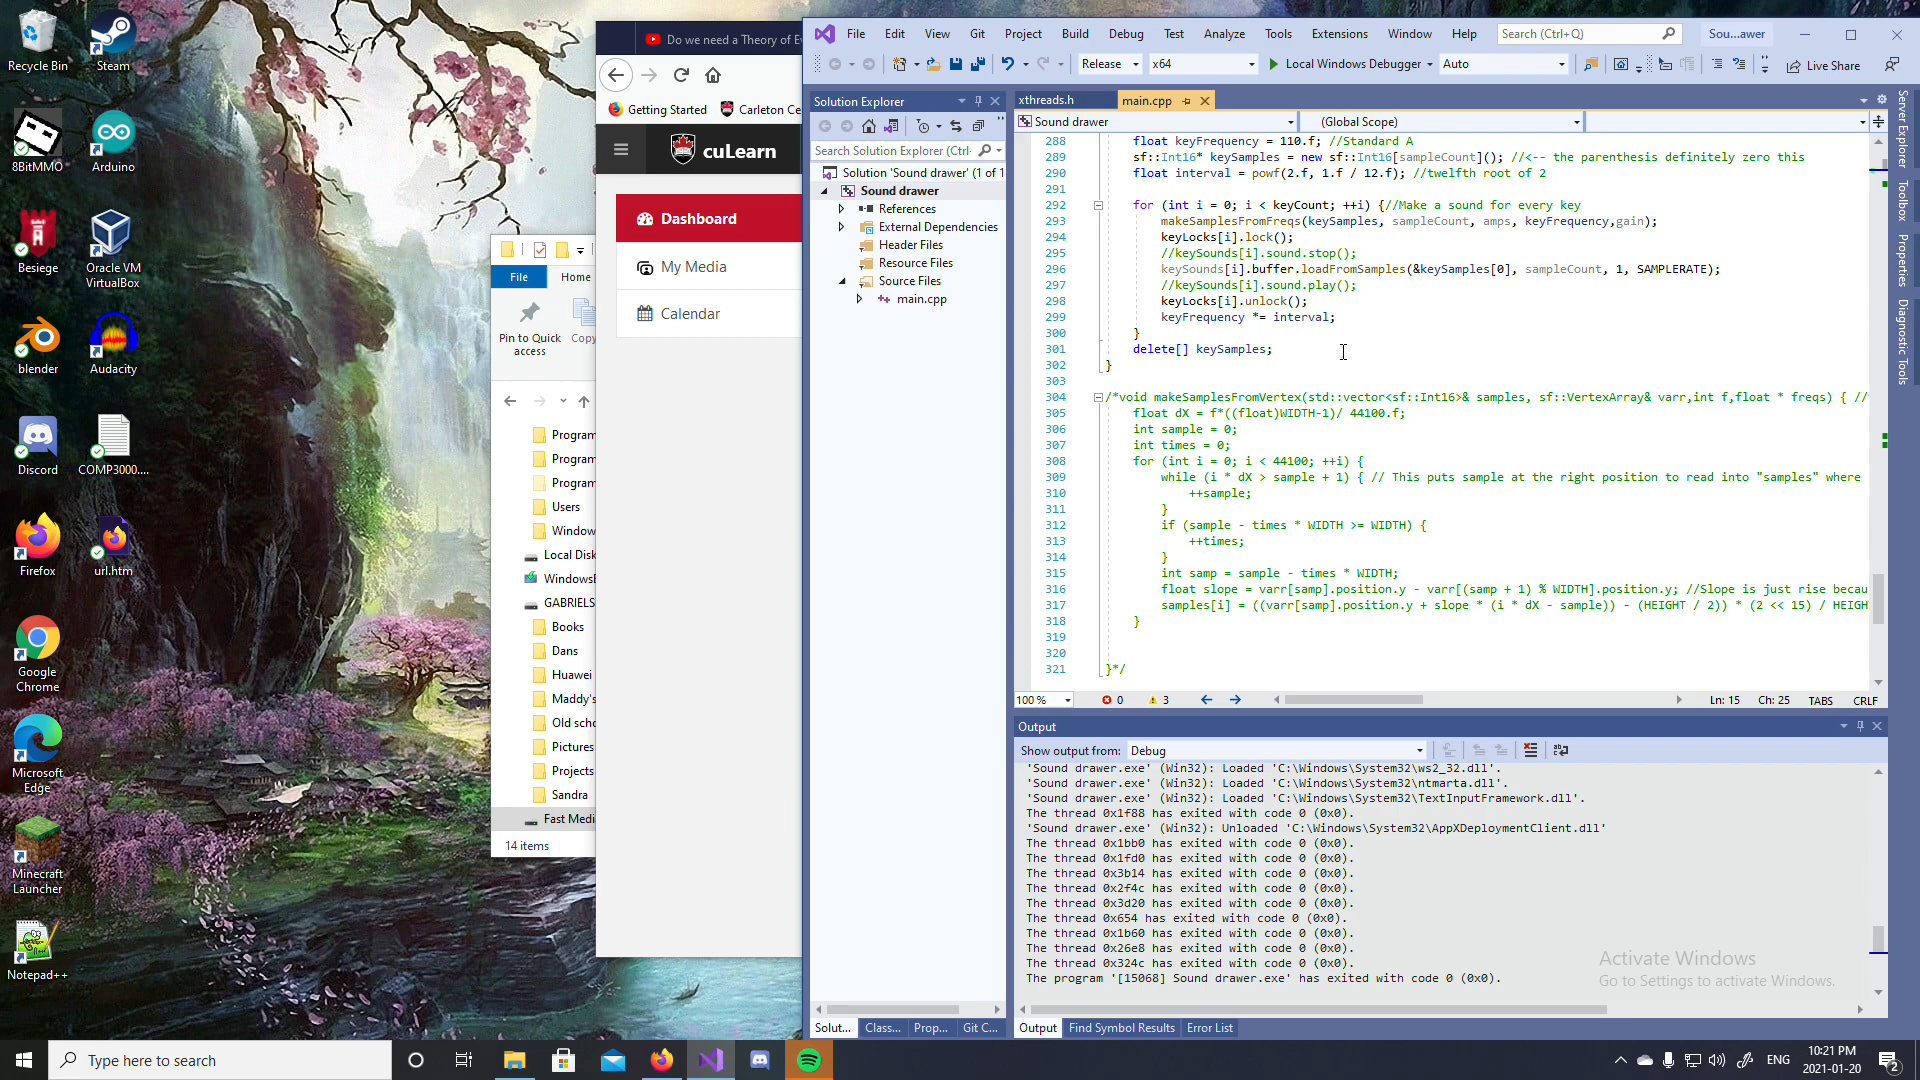 Recycle Bin
Steam
8BitMMO
Arduino
Besiege
Oracle VM
VirtualBox
blender
Audacity
Discord
COMP3000....
Firefox
url.htm
Google
Chrome
Microsoft
Edge
Minecraft
Launcher
Notepad++
File
Home
Pin to Quick
access
Copy
Program
Program
Program
Users
Window
Local Disk
Windows
GABRIELS
Books
Dans
Huawei
Maddy's
Old scho
Pictures
Projects
Sandra
Fast Medi
14 items
Do we need a Theory of Ev
Getting Started
Carleton Ce
cuLearn
Dashboard
My Media
Calendar
File Edit View Git Project Build Debug Test Analyze Tools Extensions Window Help Search (Ctrl+Q) Sou...awer
Release x64 Local Windows Debugger Auto Live Share
Solution Explorer
Search Solution Explorer (Ctrl-
Solution 'Sound drawer' (1 of 1
Sound drawer
References
External Dependencies
Header Files
Resource Files
Source Files
main.cpp
Solut... Class... Prop... Git C...
xthreads.h main.cpp
Sound drawer (Global Scope)
288 float keyFrequency = 110.f; //Standard A
289 sf::Int16* keySamples = new sf::Int16[sampleCount](); //<-- the parenthesis definitely zero this
290 float interval = powf(2.f, 1.f / 12.f); //twelfth root of 2
291
292 for (int i = 0; i < keyCount; ++i) {//Make a sound for every key
293 makeSamplesFromFreqs(keySamples, sampleCount, amps, keyFrequency,gain);
294 keyLocks[i].lock();
295 //keySounds[i].sound.stop();
296 keySounds[i].buffer.loadFromSamples(&keySamples[0], sampleCount, 1, SAMPLERATE);
297 //keySounds[i].sound.play();
298 keyLocks[i].unlock();
299 keyFrequency *= interval;
300 }
301 delete[] keySamples;
302 }
303
304 /*void makeSamplesFromVertex(std::vector<sf::Int16>& samples, sf::VertexArray& varr,int f,float * freqs) { //
305 float dX = f*((float)WIDTH-1)/ 44100.f;
306 int sample = 0;
307 int times = 0;
308 for (int i = 0; i < 44100; ++i) {
309 while (i * dX > sample + 1) { // This puts sample at the right position to read into "samples" where
310 ++sample;
311 }
312 if (sample - times * WIDTH >= WIDTH) {
313 ++times;
314 }
315 int samp = sample - times * WIDTH;
316 float slope = varr[samp].position.y - varr[(samp + 1) % WIDTH].position.y; //Slope is just rise becau
317 samples[i] = ((varr[samp].position.y + slope * (i * dX - sample)) - (HEIGHT / 2)) * (2 << 15) / HEIGH
318 }
319
320
321 }*/
100 % 0 3 Ln: 15 Ch: 25 TABS CRLF
Output
Show output from: Debug
'Sound drawer.exe' (Win32): Loaded 'C:\Windows\System32\ws2_32.dll'.
'Sound drawer.exe' (Win32): Loaded 'C:\Windows\System32\ntmarta.dll'.
'Sound drawer.exe' (Win32): Loaded 'C:\Windows\System32\TextInputFramework.dll'.
The thread 0x1f88 has exited with code 0 (0x0).
'Sound drawer.exe' (Win32): Unloaded 'C:\Windows\System32\AppXDeploymentClient.dll'
The thread 0x1bb0 has exited with code 0 (0x0).
The thread 0x1fd0 has exited with code 0 (0x0).
The thread 0x3b14 has exited with code 0 (0x0).
The thread 0x2f4c has exited with code 0 (0x0).
The thread 0x3d20 has exited with code 0 (0x0).
The thread 0x654 has exited with code 0 (0x0).
The thread 0x1b60 has exited with code 0 (0x0).
The thread 0x26e8 has exited with code 0 (0x0).
The thread 0x324c has exited with code 0 (0x0).
The program '[15068] Sound drawer.exe' has exited with code 0 (0x0).
Activate Windows
Go to Settings to activate Windows.
Output Find Symbol Results Error List
Server Explorer
Toolbox
Properties
Diagnostic Tools
Type here to search
ENG
10:21 PM
2021-01-20
2